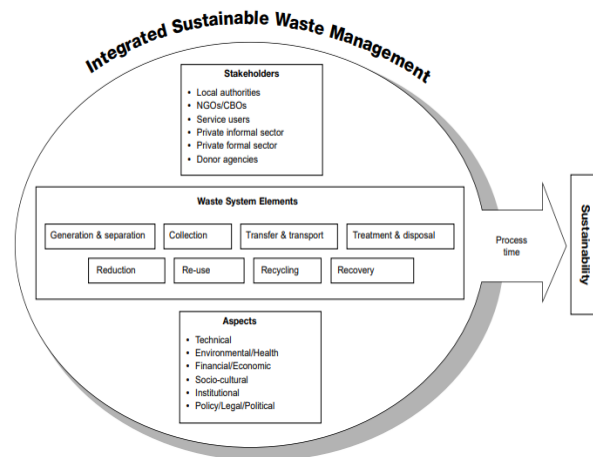 Integrated Sustainable Waste Management
Stakeholders
• Local authorities
• NGOs/CBOs
• Service users
• Private informal sector
• Private formal sector
• Donor agencies
Waste System Elements
Generation & separation
Collection
Transfer & transport
Treatment & disposal
Reduction
Re-use
Recycling
Recovery
Aspects
• Technical
• Environmental/Health
• Financial/Economic
• Socio-cultural
• Institutional
• Policy/Legal/Political
Process
time
Sustainability